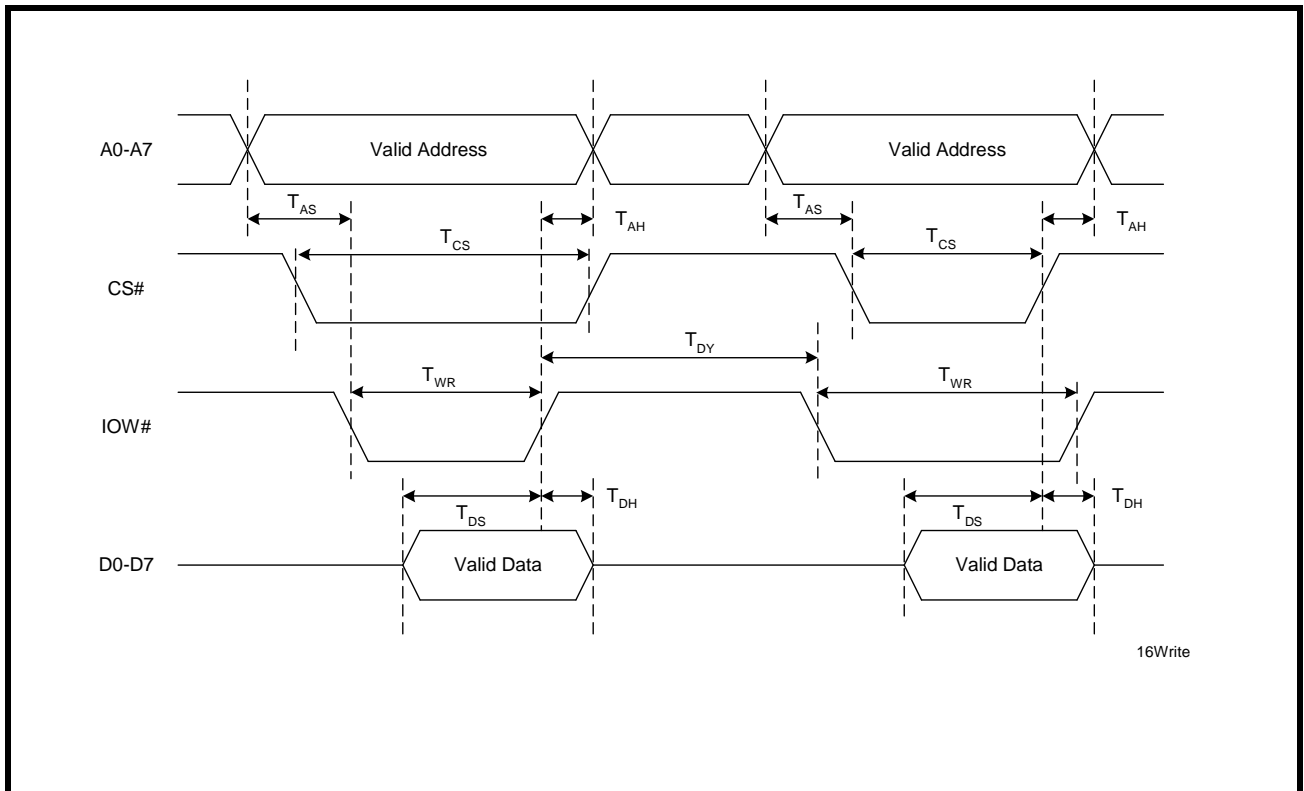 A0-A7 Valid Address Valid Address
TAS TAH TAS TAH
TCS TCS
CS#
TDY
TWR TWR
IOW#
TDH TDH
TDS TDS
D0-D7 Valid Data Valid Data
16Write